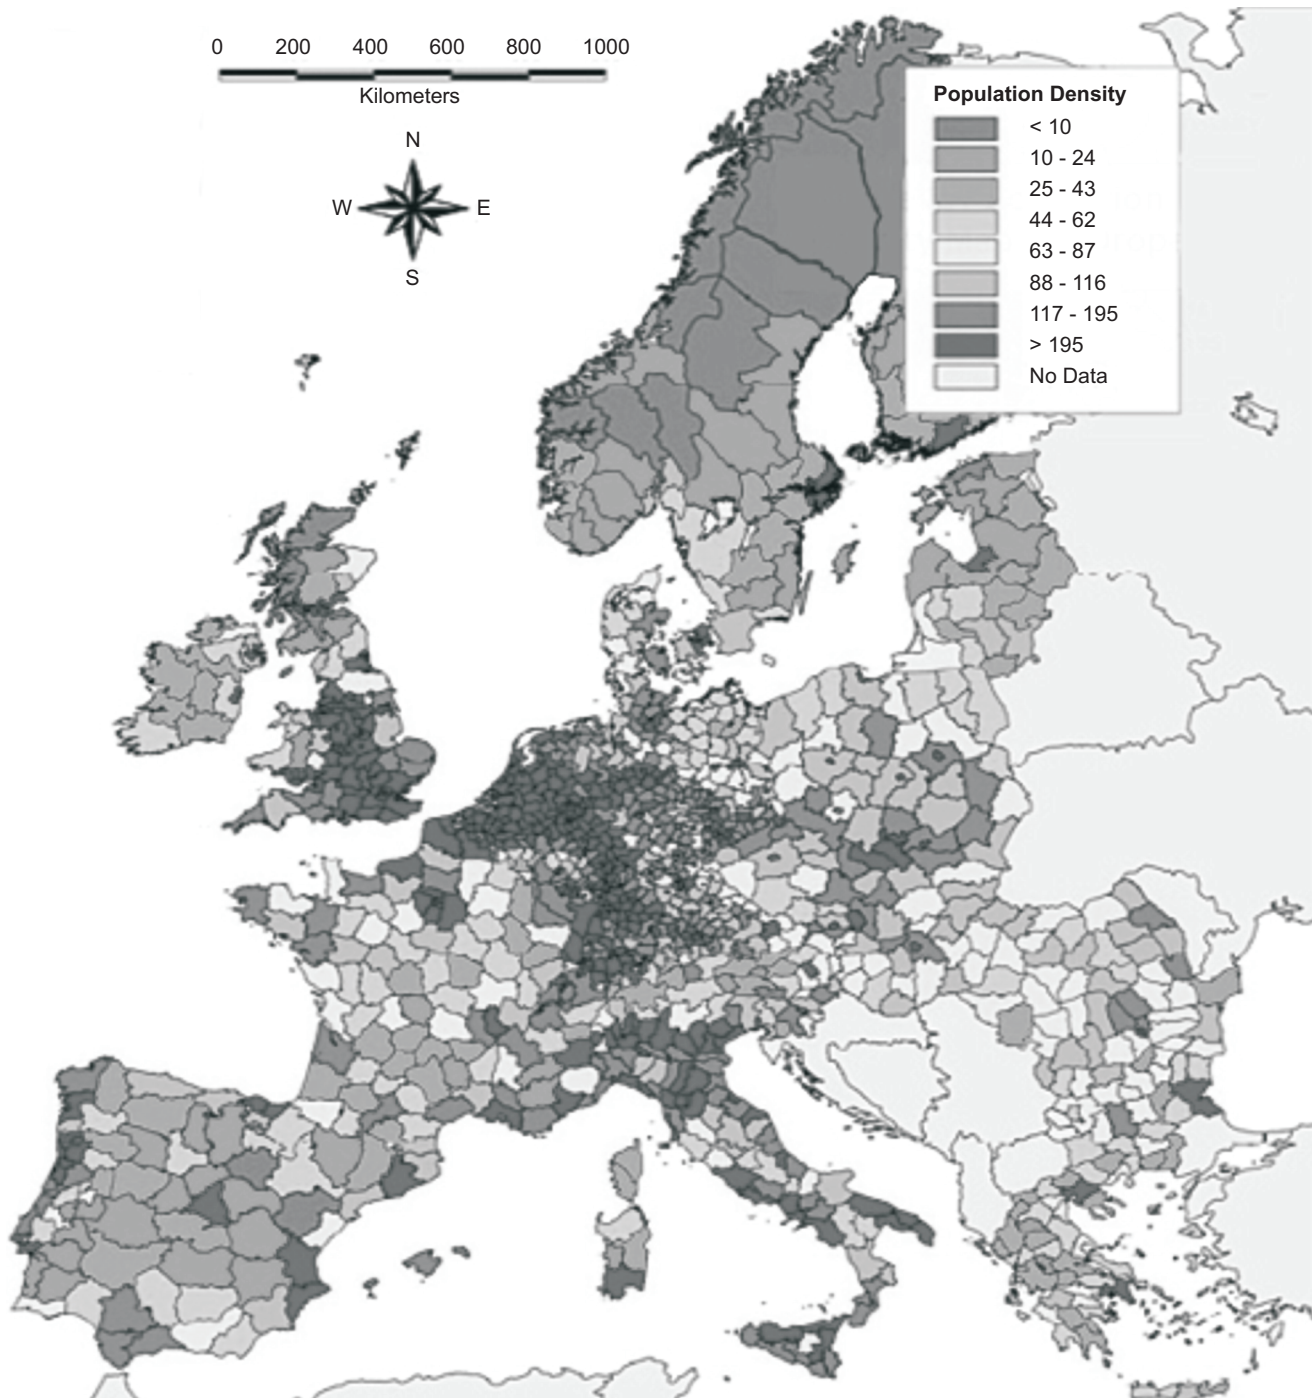 0 200 400 600 800 1000
Kilometers
N
W E
S
Population Density
< 10
10 - 24
25 - 43
44 - 62
63 - 87
88 - 116
117 - 195
> 195
No Data